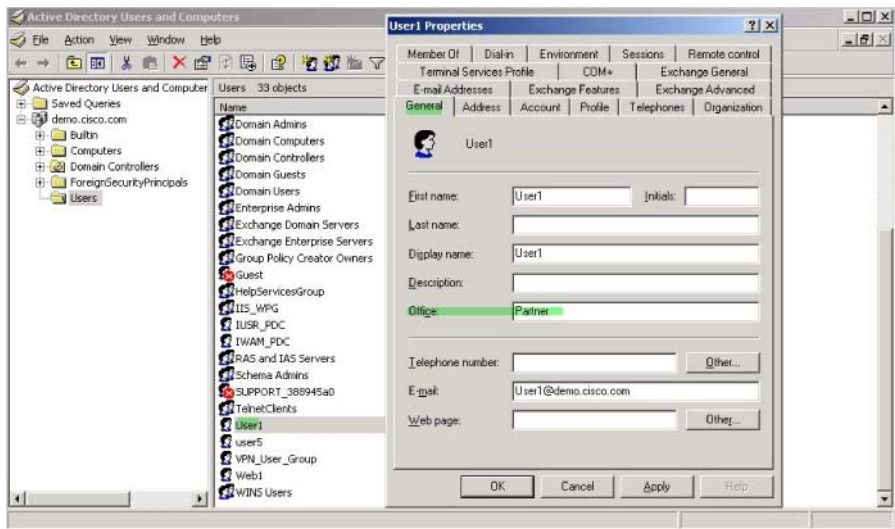 Active Directory Users and Computers
File Action View Window Help
Active Directory Users and Computer
Saved Queries
demo.cisco.com
Builtin
Computers
Domain Controllers
ForeignSecurityPrincipals
Users
Users 33 objects
Name
Domain Admins
Domain Computers
Domain Controllers
Domain Guests
Domain Users
Enterprise Admins
Exchange Domain Servers
Exchange Enterprise Servers
Group Policy Creator Owners
Guest
HelpServicesGroup
IIS_WPG
IUSR_PDC
IWAM_PDC
RAS and IAS Servers
Schema Admins
SUPPORT_388945a0
TelnetClients
User1
user5
VPN_User_Group
Web1
WINS Users
User1 Properties
Member Of Dial-in Environment Sessions Remote control
Terminal Services Profile COM+ Exchange General
E-mail Addresses Exchange Features Exchange Advanced
General Address Account Profile Telephones Organization
User1
First name: User1 Initials:
Last name:
Display name: User1
Description:
Office: Partner
Telephone number: Other...
E-mail: User1@demo.cisco.com
Web page: Other...
OK Cancel Apply Help